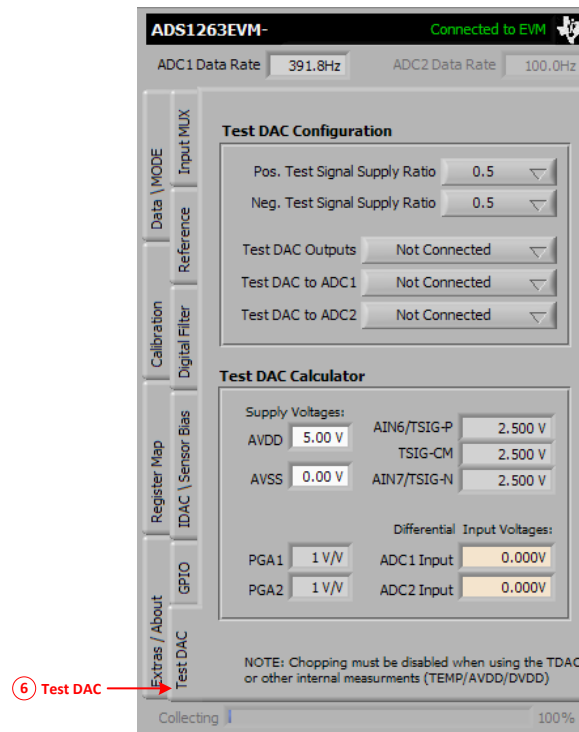 ADS1263EVM-
Connected to EVM
ADC1 Data Rate 391.8Hz ADC2 Data Rate 100.0Hz
Data \ MODE
Calibration
Register Map
Extras / About
Input MUX
Reference
Digital Filter
IDAC \ Sensor Bias
GPIO
Test DAC
Test DAC Configuration
Pos. Test Signal Supply Ratio 0.5
Neg. Test Signal Supply Ratio 0.5
Test DAC Outputs Not Connected
Test DAC to ADC1 Not Connected
Test DAC to ADC2 Not Connected
Test DAC Calculator
Supply Voltages:
AVDD 5.00 V
AVSS 0.00 V
AIN6/TSIG-P 2.500 V
TSIG-CM 2.500 V
AIN7/TSIG-N 2.500 V
Differential Input Voltages:
PGA1 1 V/V ADC1 Input 0.000V
PGA2 1 V/V ADC2 Input 0.000V
NOTE: Chopping must be disabled when using the TDAC
or other internal measurments (TEMP/AVDD/DVDD)
6 Test DAC
Collecting 100%